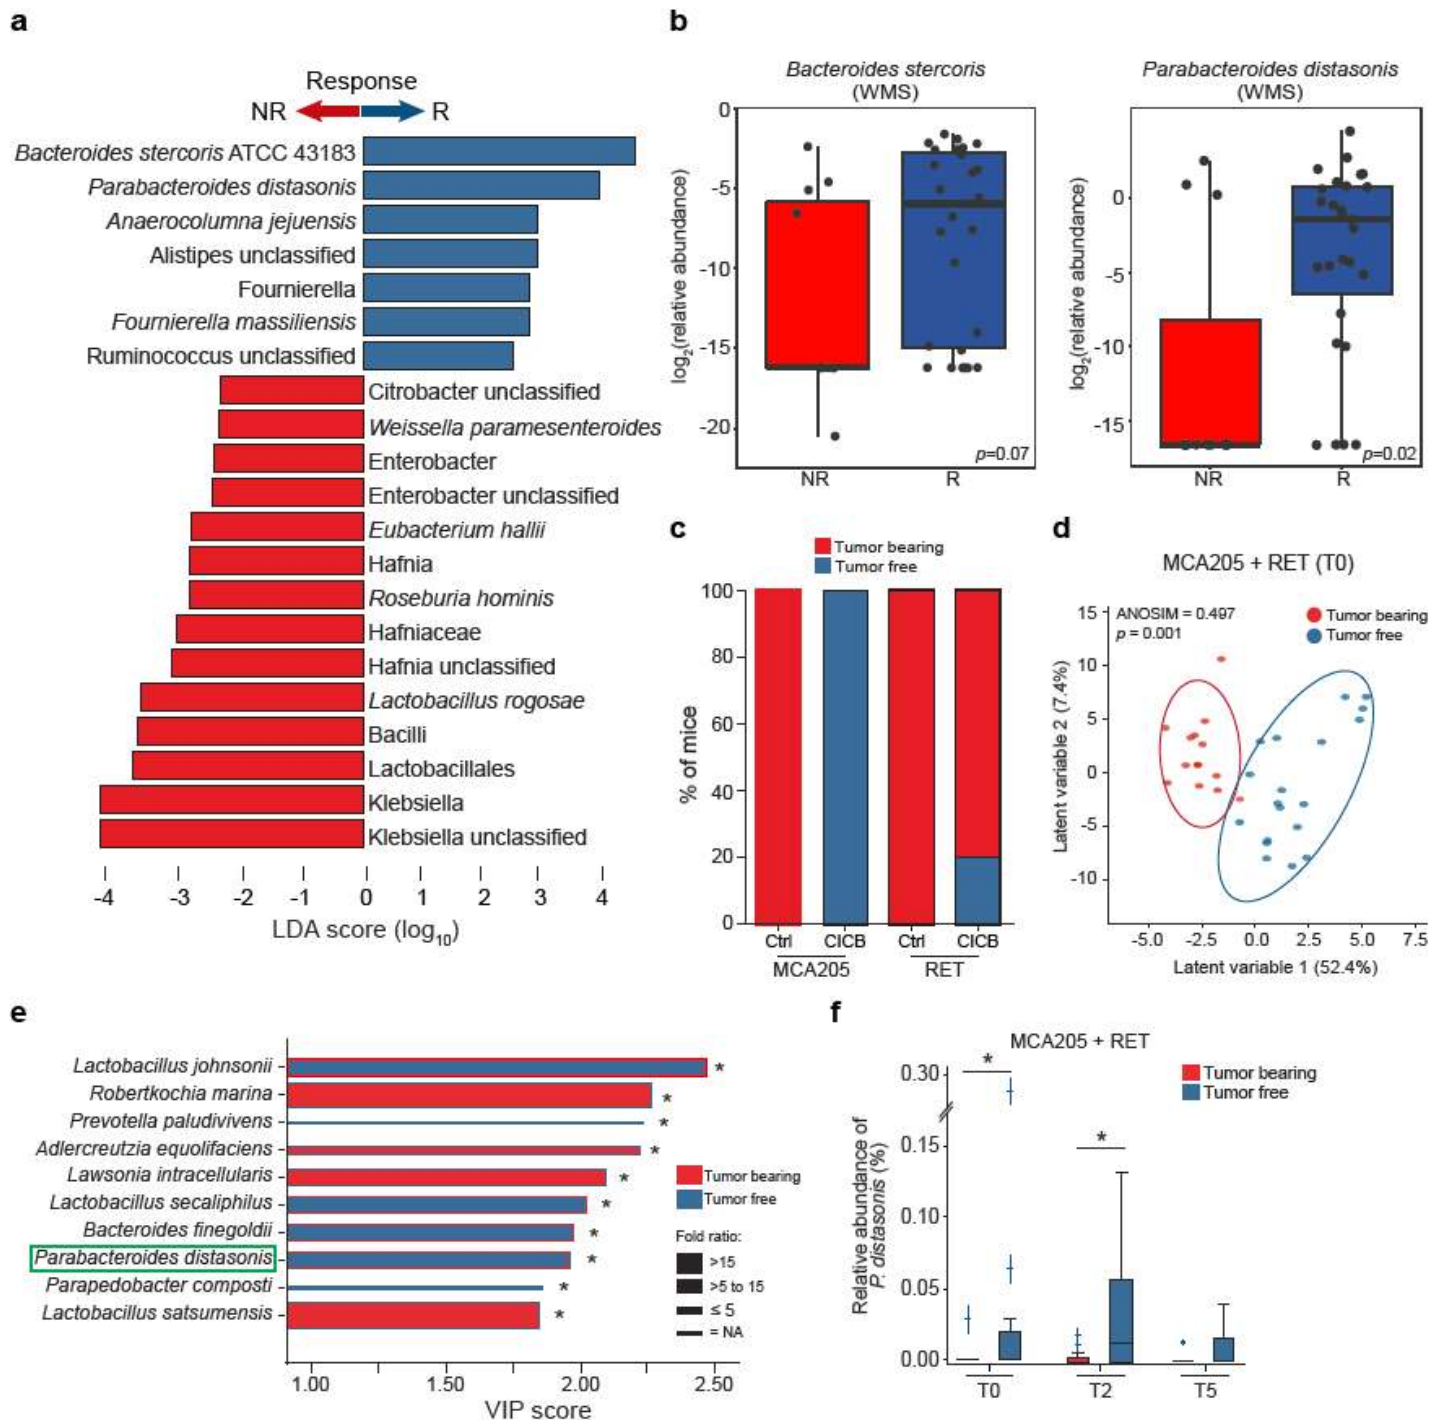 a
Response
NR R
Bacteroides stercoris ATCC 43183
Parabacteroides distasonis
Anaerocolumna jejuensis
Alistipes unclassified
Fournierella
Fournierella massiliensis
Ruminococcus unclassified
Citrobacter unclassified
Weissella paramesenteroides
Enterobacter
Enterobacter unclassified
Eubacterium hallii
Hafnia
Roseburia hominis
Hafniaceae
Hafnia unclassified
Lactobacillus rogosae
Bacilli
Lactobacillales
Klebsiella
Klebsiella unclassified
-4 -3 -2 -1 0 1 2 3 4
LDA score (log10)
b
Bacteroides stercoris
(WMS)
log2(relative abundance)
0
-5
-10
-15
-20
p=0.07
NR R
Parabacteroides distasonis
(WMS)
log2(relative abundance)
0
-5
-10
-15
p=0.02
NR R
c
Tumor bearing
Tumor free
% of mice
100
80
60
40
20
0
Ctrl CICB Ctrl CICB
MCA205 RET
d
MCA205 + RET (T0)
ANOSIM = 0.497
p = 0.001
Tumor bearing
Tumor free
Latent variable 2 (7.4%)
15
10
5
0
-5
-10
-5.0 -2.5 0.0 2.5 5.0 7.5
Latent variable 1 (52.4%)
e
Lactobacillus johnsonii *
Robertkochia marina *
Prevotella paludivivens *
Adlercreutzia equolifaciens *
Lawsonia intracellularis *
Lactobacillus secaliphilus *
Bacteroides finegoldii *
Parabacteroides distasonis *
Parapedobacter composti *
Lactobacillus satsumensis *
Tumor bearing
Tumor free
Fold ratio:
>15
>5 to 15
≤ 5
= NA
1.00 1.50 2.00 2.50
VIP score
f
MCA205 + RET
Tumor bearing
Tumor free
Relative abundance of
P. distasonis (%)
0.30
0.15
0.10
0.05
0.00
*
*
T0 T2 T5